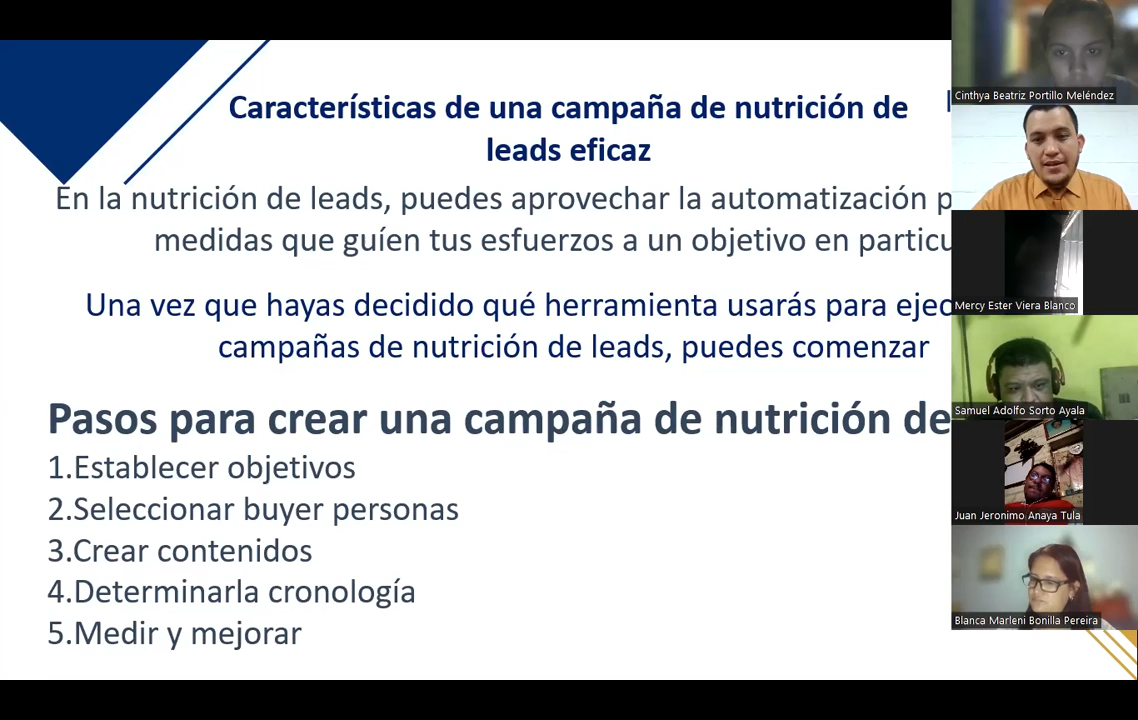 Características de una campaña de nutrición de
leads eficaz
En la nutrición de leads, puedes aprovechar la automatización
medidas que guíen tus esfuerzos a un objetivo en
Una vez que hayas decidido qué herramienta usarás para
campañas de nutrición de leads, puedes comenzar
Pasos para crear una campaña de nutrición de
1.Establecer objetivos
2.Seleccionar buyer personas
3.Crear contenidos
4.Determinarla cronología
5.Medir y mejorar
Cinthya Beatriz Portillo Meléndez
Mercy Ester Viera Blanco
Samuel Adolfo Sorto Ayala
Juan Jeronimo Anaya Tula
Blanca Marleni Bonilla Pereira